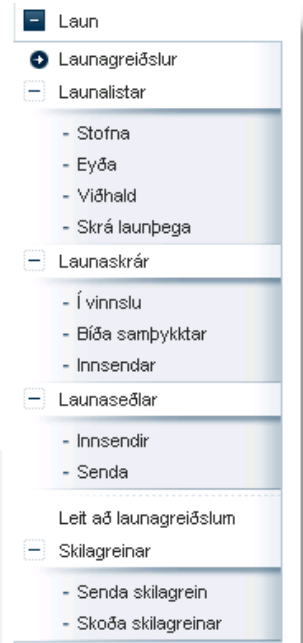 Laun
Launagreiðslur
Launalistar
- Stofna
- Eyða
- Viðhald
- Skrá launþega
Launaskrár
- Í vinnslu
- Bíða samþykktar
- Innsendar
Launaseðlar
- Innsendir
- Senda
Leit að launagreiðslum
Skilagreinar
- Senda skilagrein
- Skoða skilagreinar